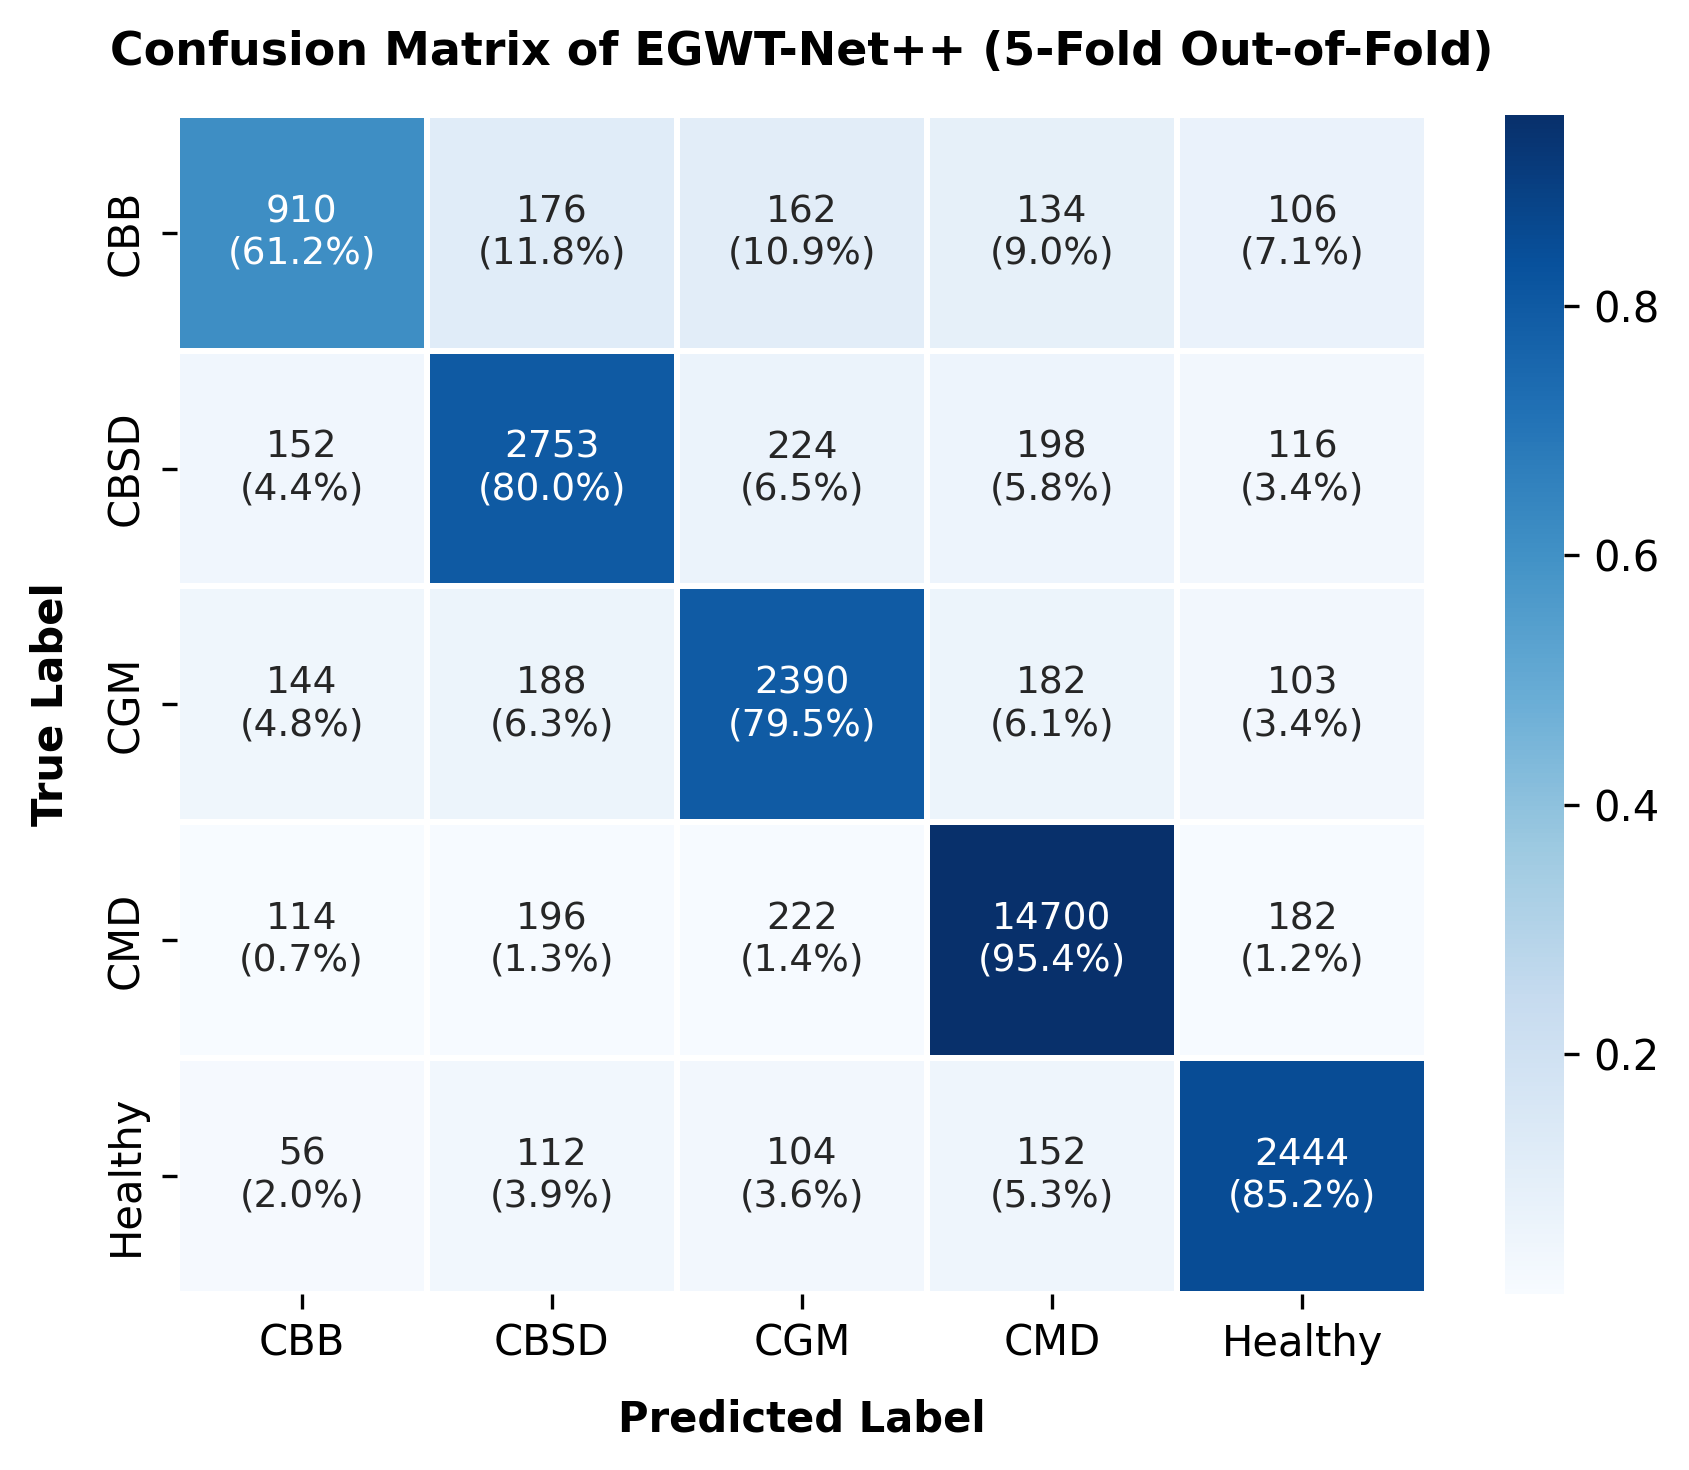 Confusion Matrix of EGWT-Net++ (5-Fold Out-of-Fold)
True Label
CBB
910 176 162 134 106
(61.2%) (11.8%) (10.9%) (9.0%) (7.1%)
CBSD
152 2753 224 198 116
(4.4%) (80.0%) (6.5%) (5.8%) (3.4%)
CGM
144 188 2390 182 103
(4.8%) (6.3%) (79.5%) (6.1%) (3.4%)
CMD
114 196 222 14700 182
(0.7%) (1.3%) (1.4%) (95.4%) (1.2%)
Healthy
56 112 104 152 2444
(2.0%) (3.9%) (3.6%) (5.3%) (85.2%)
CBB CBSD CGM CMD Healthy
Predicted Label
0.8
0.6
0.4
0.2